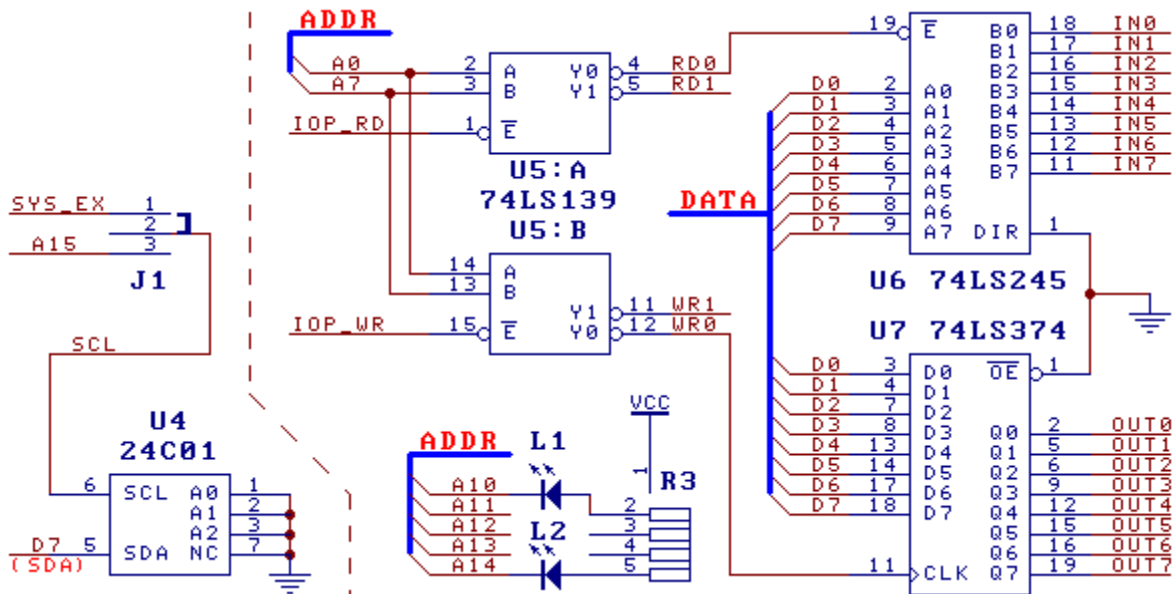 ADDR
A0 2 A Y0 4 RD0
A7 3 B Y1 5 RD1
IOP_RD 1 E
U5:A
74LS139
U5:B
14 A
13 B
Y1 11 WR1
IOP_WR 15 E Y0 12 WR0
19 E B0 18 IN0
B1 17 IN1
B2 16 IN2
D0 2 A0 B3 15 IN3
D1 3 A1 B4 14 IN4
D2 4 A2 B5 13 IN5
D3 5 A3 B6 12 IN6
D4 6 A4 B7 11 IN7
D5 7 A5
D6 8 A6
D7 9 A7 DIR 1
DATA
U6 74LS245
U7 74LS374
D0 3 D0 OE 1
D1 4 D1
D2 7 D2
D3 8 D3 Q0 2 OUT0
D4 13 D4 Q1 5 OUT1
D5 14 D5 Q2 6 OUT2
D6 17 D6 Q3 9 OUT3
D7 18 D7 Q4 12 OUT4
Q5 15 OUT5
Q6 16 OUT6
11 CLK Q7 19 OUT7
SYS_EX 1
2
A15 3
J1
SCL
U4
24C01
6 SCL A0 1
A1 2
A2 3
D7 5 SDA NC 7
(SDA)
ADDR L1
VCC
1
R3
A10 2
A11
A12 L2 3
A13 4
A14 5